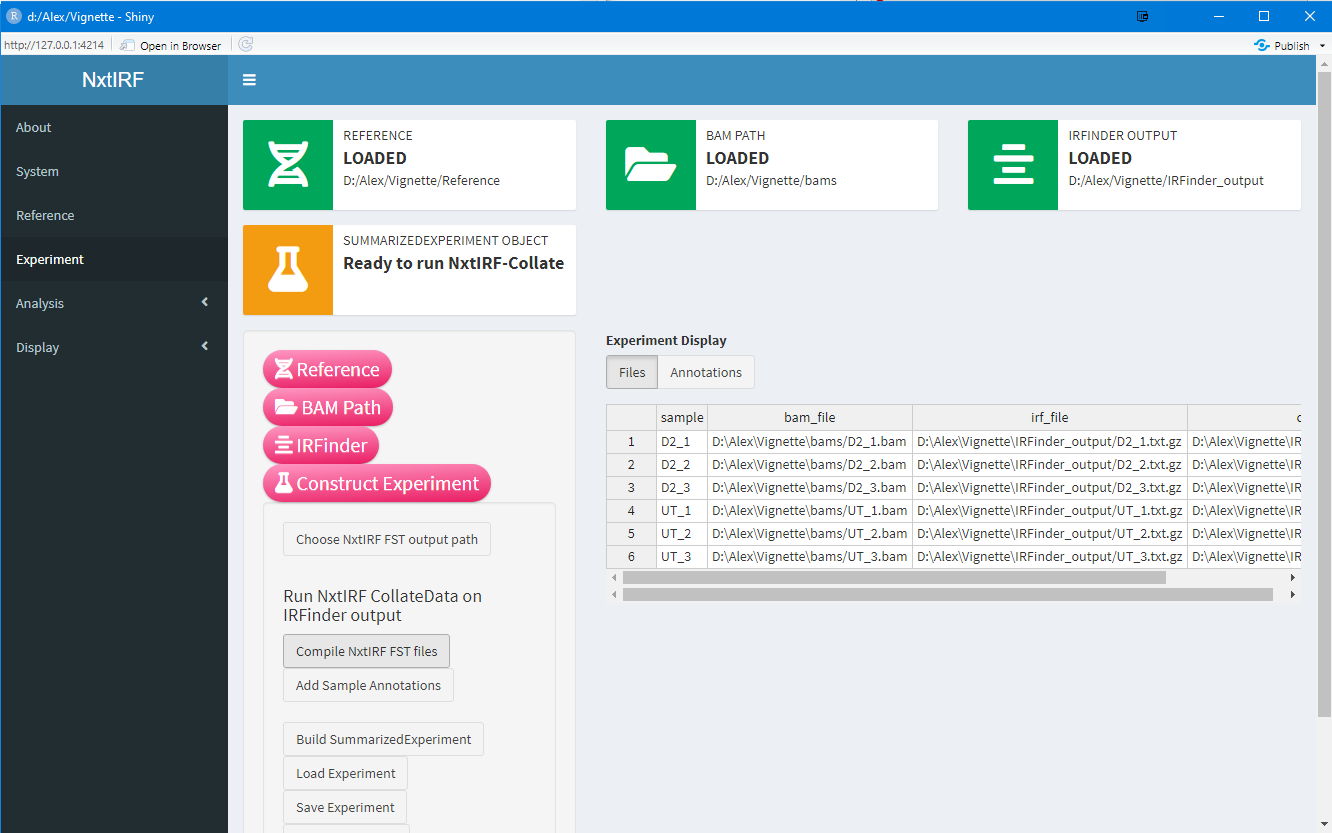 R d:/Alex/Vignette - Shiny
http://127.0.0.1:4214 Open in Browser Publish
NxtIRF
About
System
Reference
Experiment
Analysis
Display
REFERENCE
LOADED
D:/Alex/Vignette/Reference
BAM PATH
LOADED
D:/Alex/Vignette/bams
IRFINDER OUTPUT
LOADED
D:/Alex/Vignette/IRFinder_output
SUMMARIZEDEXPERIMENT OBJECT
Ready to run NxtIRF-Collate
Reference
BAM Path
IRFinder
Construct Experiment
Choose NxtIRF FST output path
Run NxtIRF CollateData on
IRFinder output
Compile NxtIRF FST files
Add Sample Annotations
Build SummarizedExperiment
Load Experiment
Save Experiment
Experiment Display
Files Annotations
sample bam_file irf_file c
1 D2_1 D:\Alex\Vignette\bams/D2_1.bam D:\Alex\Vignette\IRFinder_output/D2_1.txt.gz D:\Alex\Vignette\IR
2 D2_2 D:\Alex\Vignette\bams/D2_2.bam D:\Alex\Vignette\IRFinder_output/D2_2.txt.gz D:\Alex\Vignette\IR
3 D2_3 D:\Alex\Vignette\bams/D2_3.bam D:\Alex\Vignette\IRFinder_output/D2_3.txt.gz D:\Alex\Vignette\IR
4 UT_1 D:\Alex\Vignette\bams/UT_1.bam D:\Alex\Vignette\IRFinder_output/UT_1.txt.gz D:\Alex\Vignette\IR
5 UT_2 D:\Alex\Vignette\bams/UT_2.bam D:\Alex\Vignette\IRFinder_output/UT_2.txt.gz D:\Alex\Vignette\IR
6 UT_3 D:\Alex\Vignette\bams/UT_3.bam D:\Alex\Vignette\IRFinder_output/UT_3.txt.gz D:\Alex\Vignette\IR